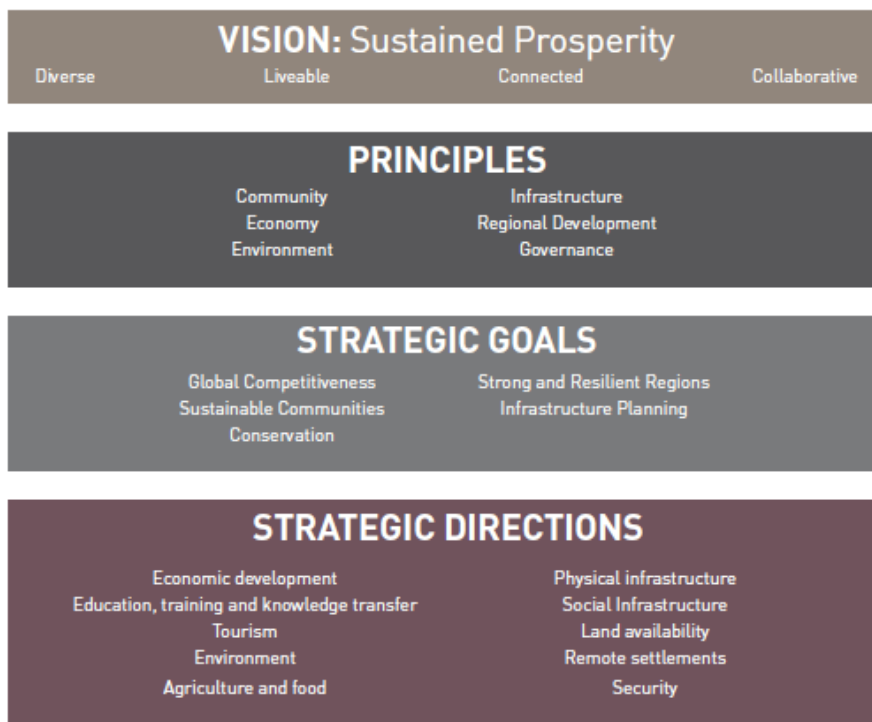 VISION: Sustained Prosperity
Diverse Liveable Connected Collaborative
PRINCIPLES
Community Infrastructure
Economy Regional Development
Environment Governance
STRATEGIC GOALS
Global Competitiveness Strong and Resilient Regions
Sustainable Communities Infrastructure Planning
Conservation
STRATEGIC DIRECTIONS
Economic development Physical infrastructure
Education, training and knowledge transfer Social Infrastructure
Tourism Land availability
Environment Remote settlements
Agriculture and food Security